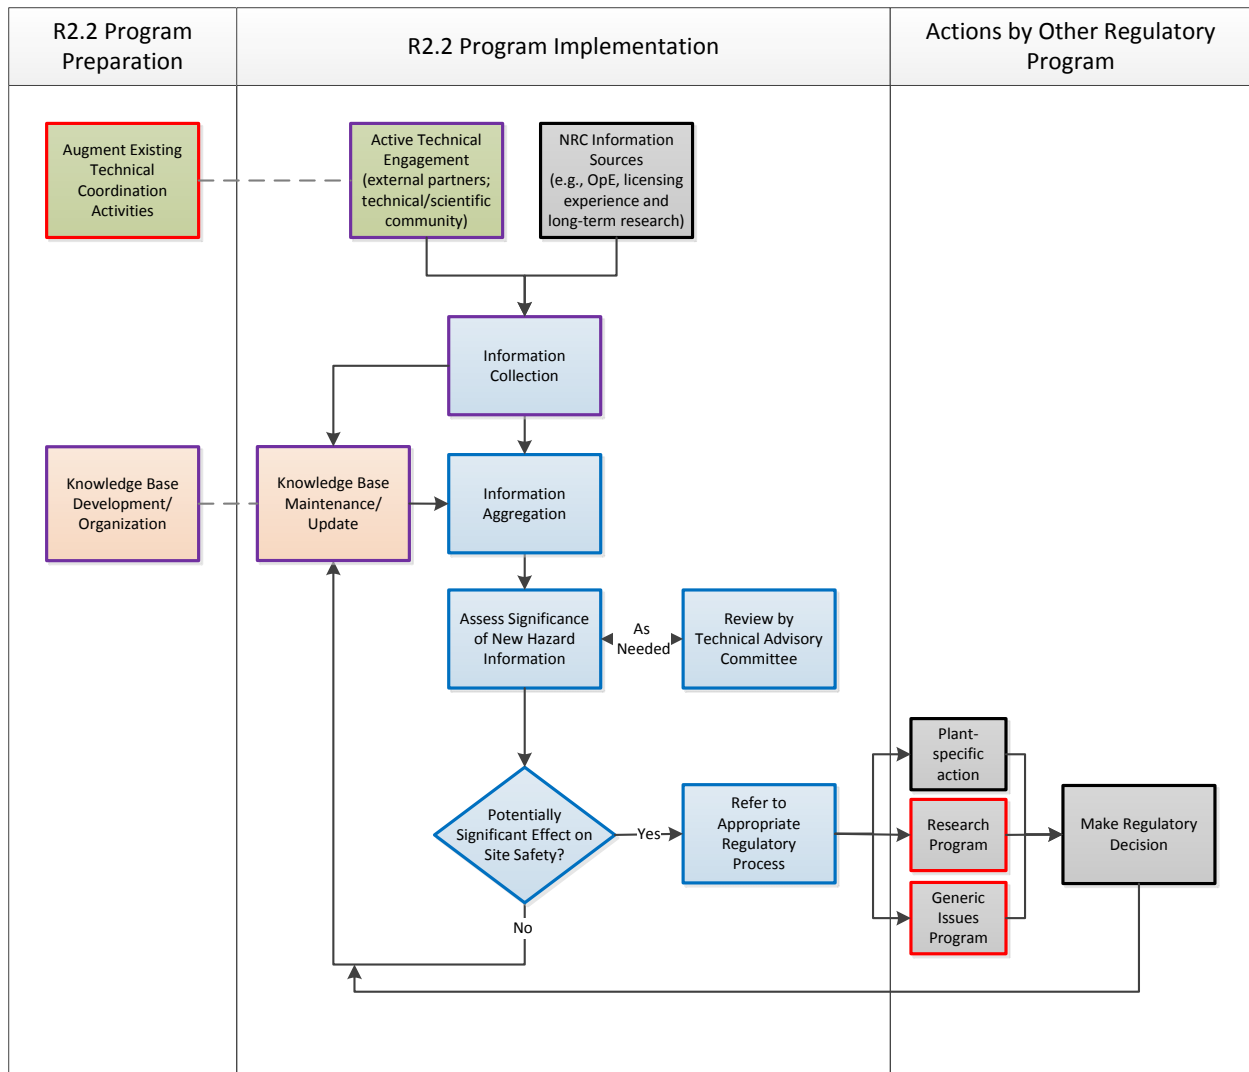 R2.2 Program
Preparation
R2.2 Program Implementation
Actions by Other Regulatory
Program
Augment Existing
Technical
Coordination
Activities
Active Technical
Engagement
(external partners;
technical/scientific
community)
NRC Information
Sources
(e.g., OpE, licensing
experience and
long-term research)
Information
Collection
Knowledge Base
Development/
Organization
Knowledge Base
Maintenance/
Update
Information
Aggregation
Assess Significance
of New Hazard
Information
As
Needed
Review by
Technical Advisory
Committee
Potentially
Significant Effect on
Site Safety?
Yes
No
Refer to
Appropriate
Regulatory
Process
Plant-
specific
action
Research
Program
Generic
Issues
Program
Make Regulatory
Decision